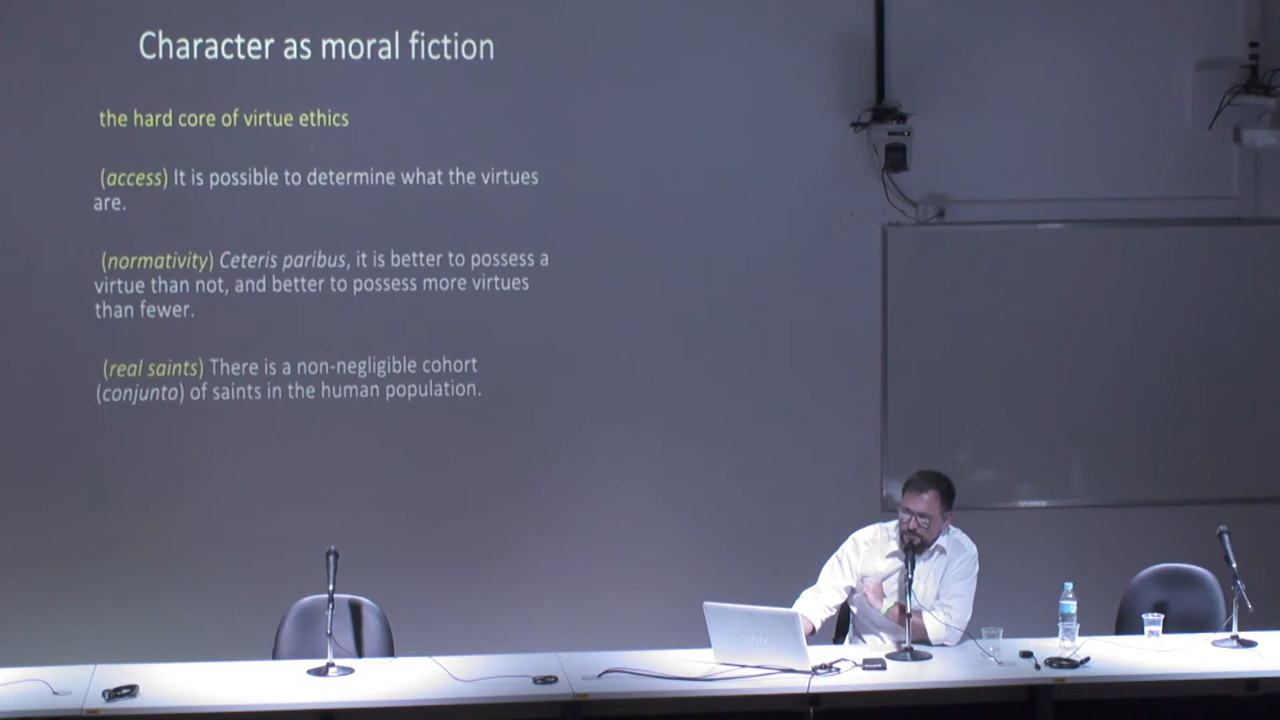 Character as moral fiction
the hard core of virtue ethics
(access) It is possible to determine what the virtues
are.
(normativity) Ceteris paribus, it is better to possess a
virtue than not, and better to possess more virtues
than fewer.
(real saints) There is a non-negligible cohort
(conjunto) of saints in the human population.
VAIO